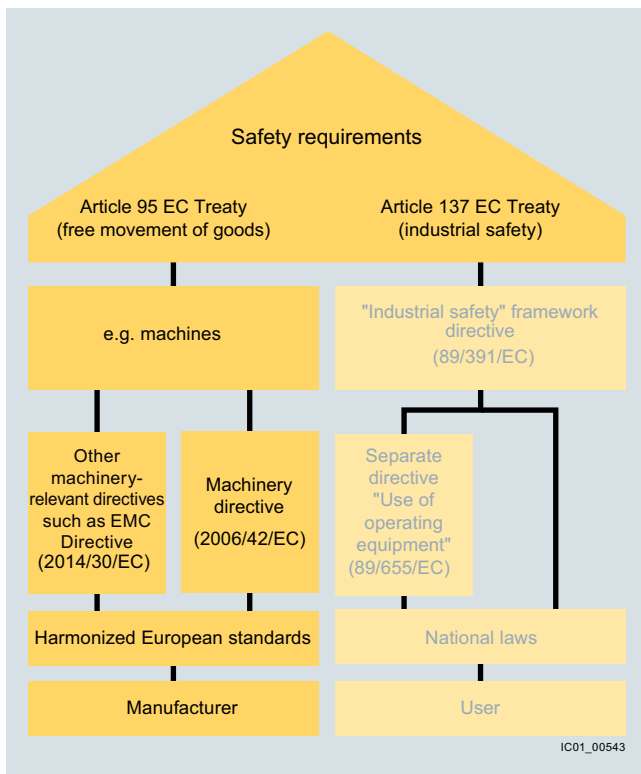 Safety requirements
Article 95 EC Treaty
(free movement of goods)
Article 137 EC Treaty
(industrial safety)
e.g. machines
"Industrial safety" framework
directive
(89/391/EC)
Other
machinery-
relevant directives
such as EMC
Directive
(2014/30/EC)
Machinery
directive
(2006/42/EC)
Separate
directive
"Use of
operating
equipment"
(89/655/EC)
Harmonized European standards
National laws
Manufacturer
User
IC01_00543